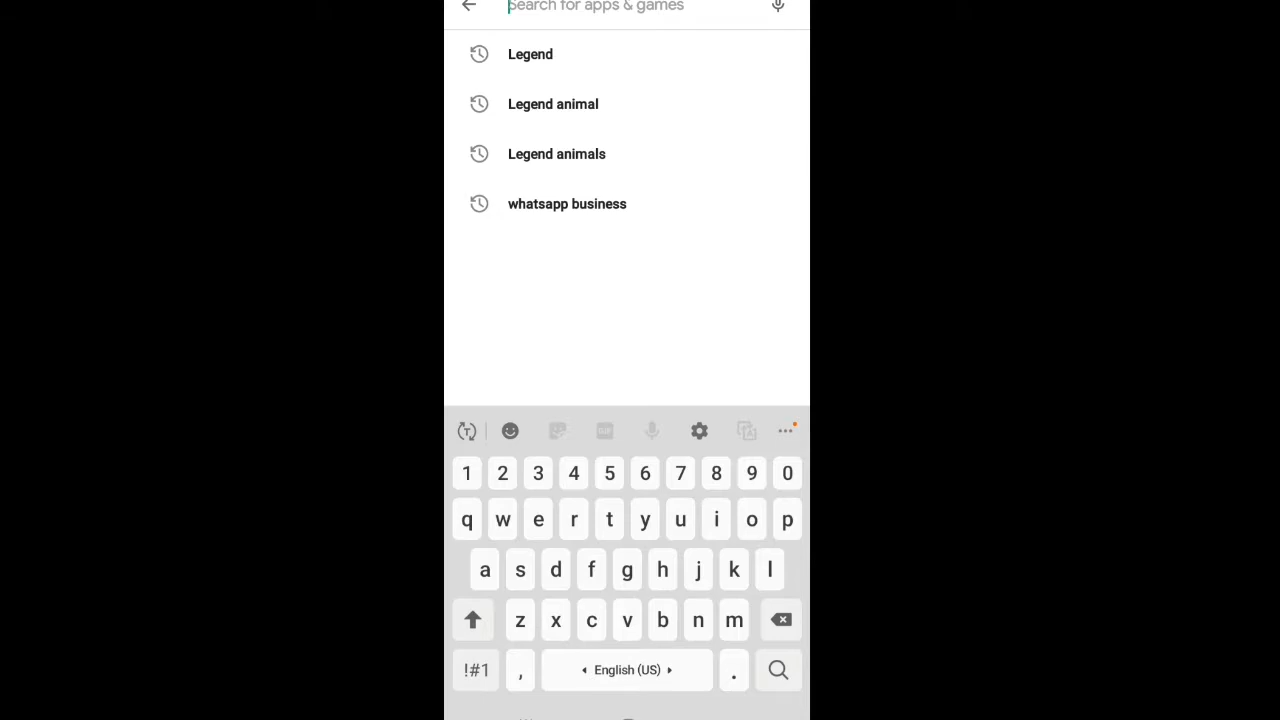 Search for apps & games
Legend
Legend animal
Legend animals
whatsapp business
1 2 3 4 5 6 7 8 9 0
q w e r t y u i o p
a s d f g h j k l
z x c v b n m
!#1 , English (US) .